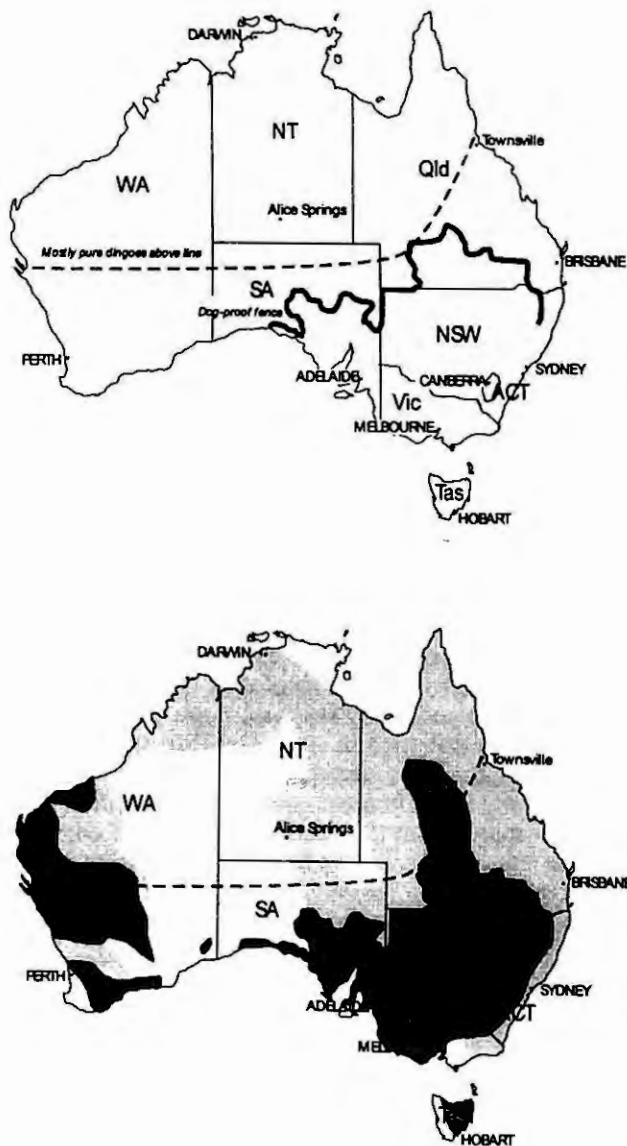 DARWIN
NT
Townsville
Qld
WA
Alice Springs
Mostly pure dingoes above line
BRISBANE
SA
Dog-proof fence
NSW
PERTH
SYDNEY
ADELAIDE
CANBERRA
ACT
Vic
MELBOURNE
Tas
HOBART
DARWIN
NT
Townsville
WA
Alice Springs
BRISBANE
SA
PERTH
SYDNEY
ADELAIDE
ACT
HOBART